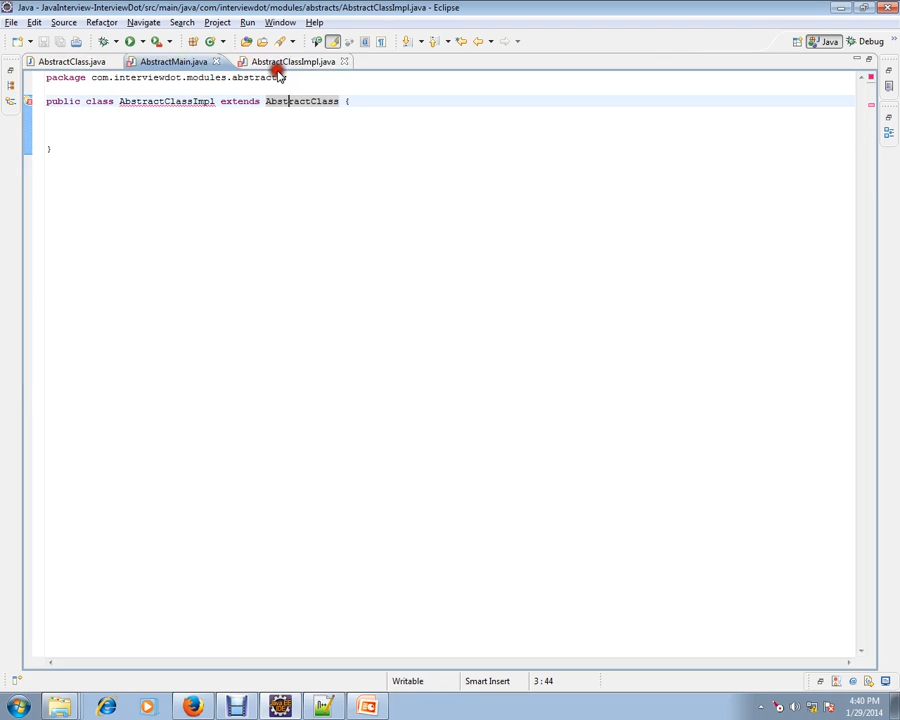 Java - JavaInterview-InterviewDot/src/main/java/com/interviewdot/modules/abstracts/AbstractClassImpl.java - Eclipse
File Edit Source Refactor Navigate Search Project Run Window Help
Java Debug
AbstractClass.java AbstractMain.java AbstractClassImpl.java
package com.interviewdot.modules.abstracts;
public class AbstractClassImpl extends AbstractClass {
}
Writable Smart Insert 3 : 44
4:40 PM
1/29/2014